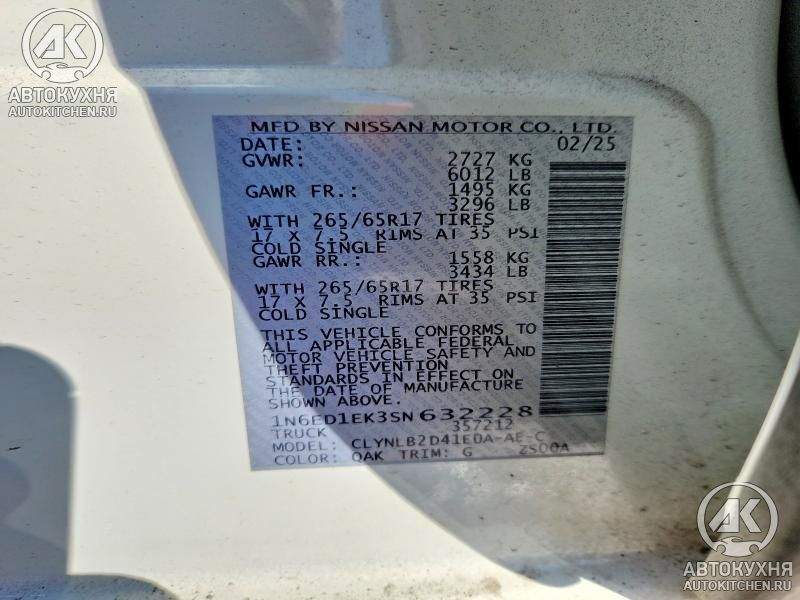 АВТОКУХНЯ
AUTOKITCHEN.RU
MFD BY NISSAN MOTOR CO., LTD.
DATE: 02/25
GVWR: 2727 KG
6012 LB
GAWR FR.: 1495 KG
3296 LB
WITH 265/65R17 TIRES
17 X 7.5 RIMS AT 35 PSI
COLD SINGLE
GAWR RR.: 1558 KG
3434 LB
WITH 265/65R17 TIRES
17 X 7.5 RIMS AT 35 PSI
COLD SINGLE
THIS VEHICLE CONFORMS TO
ALL APPLICABLE FEDERAL
MOTOR VEHICLE SAFETY AND
THEFT PREVENTION
STANDARDS IN EFFECT ON
THE DATE OF MANUFACTURE
SHOWN ABOVE.
1N6ED1EK3SN632228
TRUCK 357212
MODEL: CLYNLB2D41E0A-AE-C
COLOR: QAK TRIM: G ZS00A
АВТОКУХНЯ
AUTOKITCHEN.RU